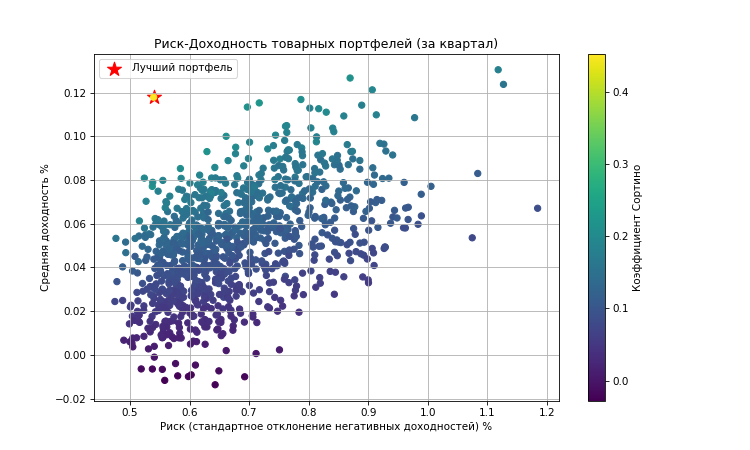 Риск-Доходность товарных портфелей (за квартал)
Лучший портфель
Средняя доходность %
0.12
0.10
0.08
0.06
0.04
0.02
0.00
−0.02
0.5 0.6 0.7 0.8 0.9 1.0 1.1 1.2
Риск (стандартное отклонение негативных доходностей) %
0.4
0.3
0.2
0.1
0.0
Коэффициент Сортино